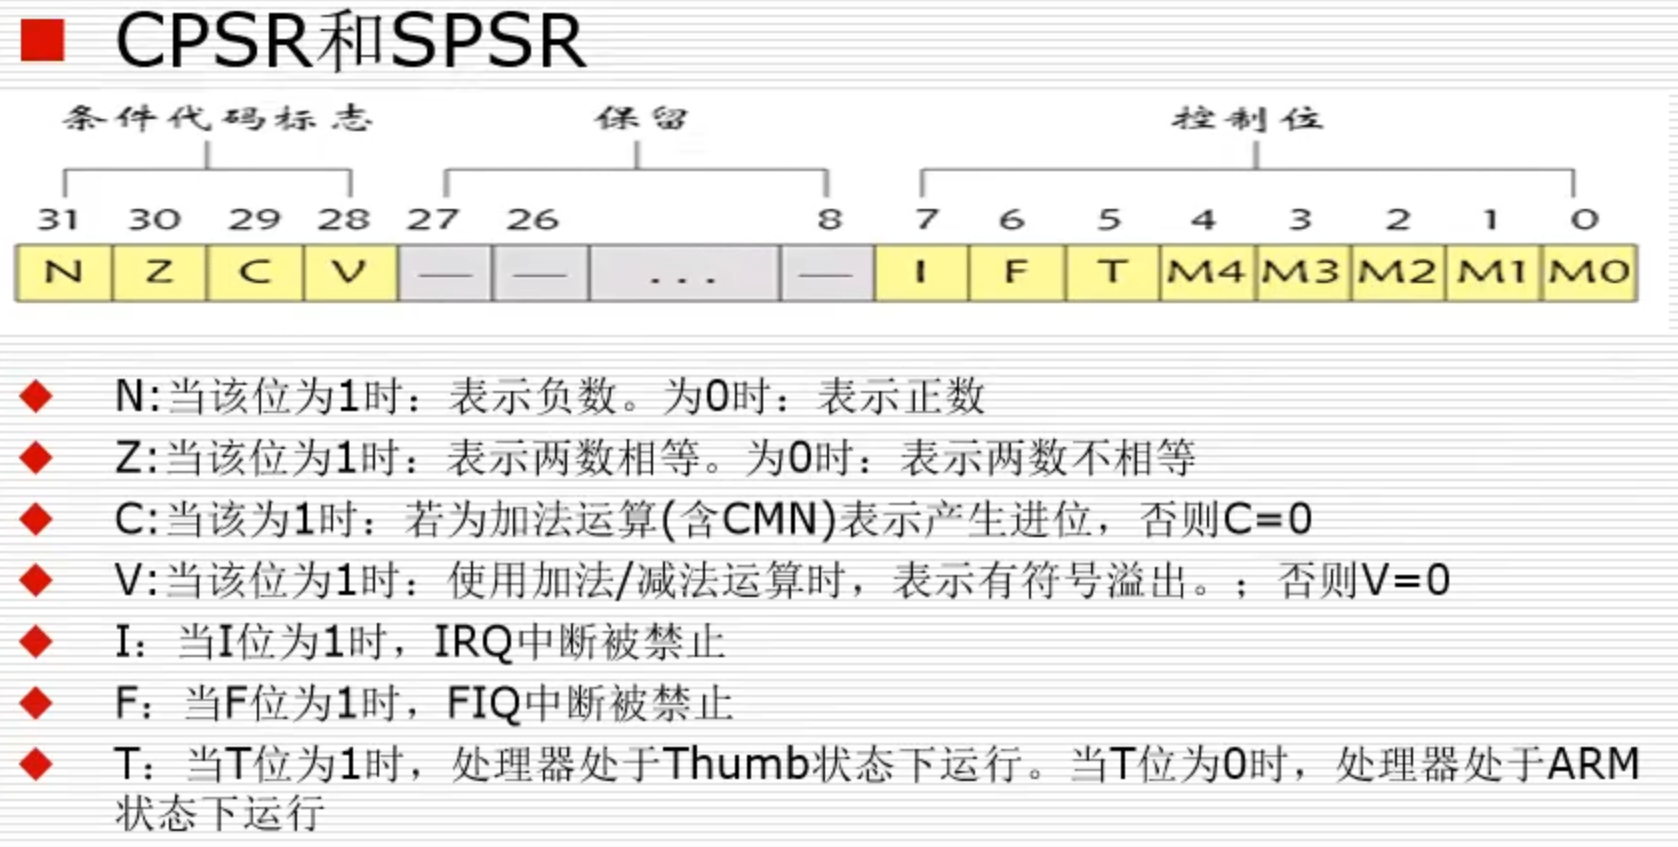 CPSR和SPSR
条件代码标志 保留 控制位
31 30 29 28 27 26 8 7 6 5 4 3 2 1 0
N Z C V — — ... — I F T M4 M3 M2 M1 M0
N:当该位为1时：表示负数。为0时：表示正数
Z:当该位为1时：表示两数相等。为0时：表示两数不相等
C:当该为1时：若为加法运算(含CMN)表示产生进位，否则C=0
V:当该位为1时：使用加法/减法运算时，表示有符号溢出。；否则V=0
I：当I位为1时，IRQ中断被禁止
F：当F位为1时，FIQ中断被禁止
T：当T位为1时，处理器处于Thumb状态下运行。当T位为0时，处理器处于ARM
状态下运行